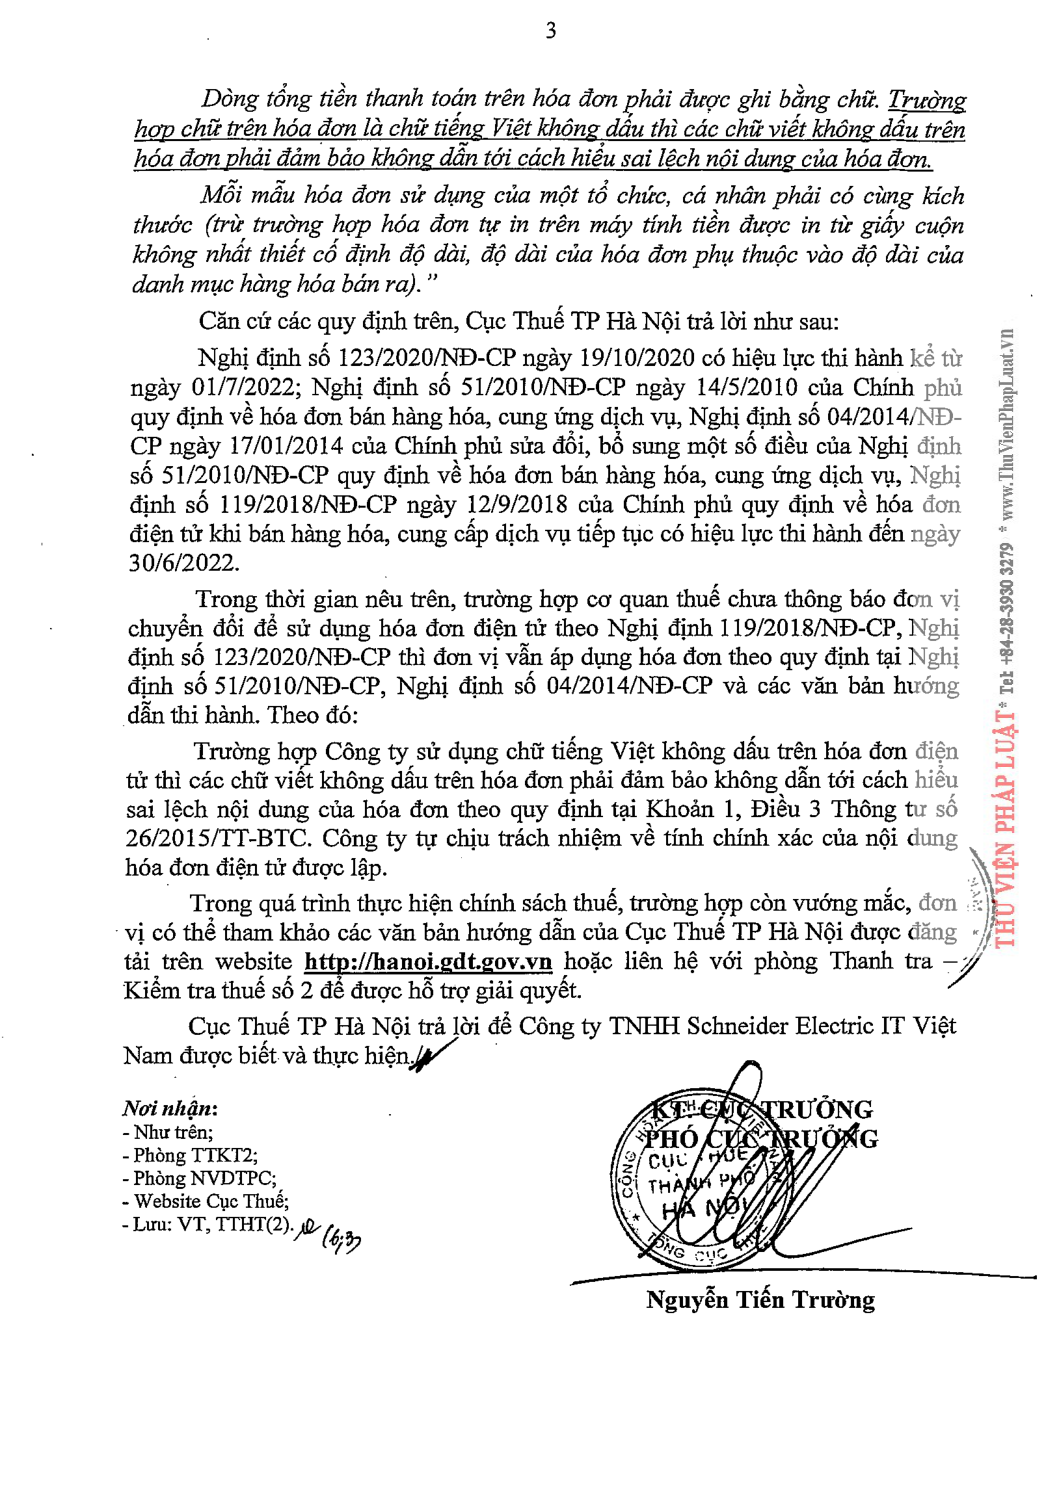 3
Dòng tổng tiền thanh toán trên hóa đơn phải được ghi bằng chữ. Trường
hợp chữ trên hóa đơn là chữ tiếng Việt không dấu thì các chữ viết không dấu trên
hóa đơn phải đảm bảo không dẫn tới cách hiểu sai lệch nội dung của hóa đơn.
Mỗi mẫu hóa đơn sử dụng của một tổ chức, cá nhân phải có cùng kích
thước (trừ trường hợp hóa đơn tự in trên máy tính tiền được in từ giấy cuộn
không nhất thiết cố định độ dài, độ dài của hóa đơn phụ thuộc vào độ dài của
danh mục hàng hóa bán ra). ”
Căn cứ các quy định trên, Cục Thuế TP Hà Nội trả lời như sau:
Nghị định số 123/2020/NĐ-CP ngày 19/10/2020 có hiệu lực thi hành kể từ
ngày 01/7/2022; Nghị định số 51/2010/NĐ-CP ngày 14/5/2010 của Chính phủ
quy định về hóa đơn bán hàng hóa, cung ứng dịch vụ, Nghị định số 04/2014/NĐ-
CP ngày 17/01/2014 của Chính phủ sửa đổi, bổ sung một số điều của Nghị định
số 51/2010/NĐ-CP quy định về hóa đơn bán hàng hóa, cung ứng dịch vụ, Nghị
định số 119/2018/NĐ-CP ngày 12/9/2018 của Chính phủ quy định về hóa đơn
điện tử khi bán hàng hóa, cung cấp dịch vụ tiếp tục có hiệu lực thi hành đến ngày
30/6/2022.
Trong thời gian nêu trên, trường hợp cơ quan thuế chưa thông báo đơn vị
chuyển đổi để sử dụng hóa đơn điện tử theo Nghị định 119/2018/NĐ-CP, Nghị
định số 123/2020/NĐ-CP thì đơn vị vẫn áp dụng hóa đơn theo quy định tại Nghị
định số 51/2010/NĐ-CP, Nghị định số 04/2014/NĐ-CP và các văn bản hướng
dẫn thi hành. Theo đó:
Trường hợp Công ty sử dụng chữ tiếng Việt không dấu trên hóa đơn điện
tử thì các chữ viết không dấu trên hóa đơn phải đảm bảo không dẫn tới cách hiểu
sai lệch nội dung của hóa đơn theo quy định tại Khoản 1, Điều 3 Thông tư số
26/2015/TT-BTC. Công ty tự chịu trách nhiệm về tính chính xác của nội dung
hóa đơn điện tử được lập.
Trong quá trình thực hiện chính sách thuế, trường hợp còn vướng mắc, đơn
vị có thể tham khảo các văn bản hướng dẫn của Cục Thuế TP Hà Nội được đăng
tải trên website http://hanoi.gdt.gov.vn hoặc liên hệ với phòng Thanh tra –
Kiểm tra thuế số 2 để được hỗ trợ giải quyết.
Cục Thuế TP Hà Nội trả lời để Công ty TNHH Schneider Electric IT Việt
Nam được biết và thực hiện./.
Nơi nhận:
- Như trên;
- Phòng TTKT2;
- Phòng NVDTPC;
- Website Cục Thuế;
- Lưu: VT, TTHT(2).
(6;3)
KT. CỤC TRƯỞNG
PHÓ CỤC TRƯỞNG
CỤC THUẾ
THÀNH PHỐ
HÀ NỘI
TỔNG CỤC THUẾ
Nguyễn Tiến Trường
THƯ VIỆN PHÁP LUẬT * Tel: +84-28-3930 3279 * www.ThuVienPhapLuat.vn